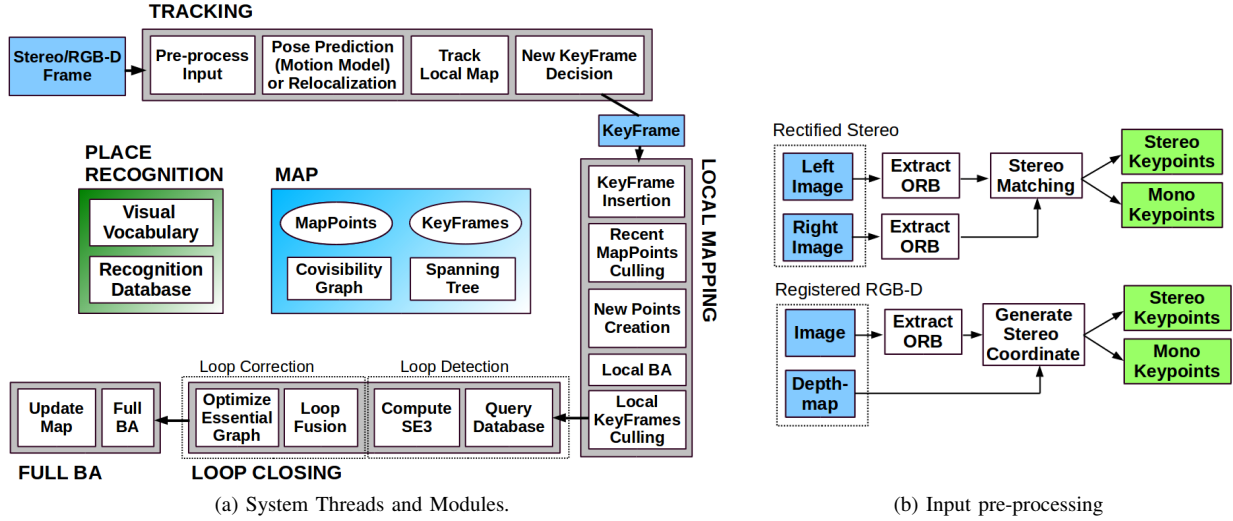 TRACKING
Stereo/RGB-D
Frame
Pre-process
Input
Pose Prediction
(Motion Model)
or Relocalization
Track
Local Map
New KeyFrame
Decision
KeyFrame
PLACE
RECOGNITION
Visual
Vocabulary
Recognition
Database
MAP
MapPoints
KeyFrames
Covisibility
Graph
Spanning
Tree
LOCAL MAPPING
KeyFrame
Insertion
Recent
MapPoints
Culling
New Points
Creation
Local BA
Local
KeyFrames
Culling
Loop Correction
Loop Detection
Optimize
Essential
Graph
Loop
Fusion
Compute
SE3
Query
Database
LOOP CLOSING
Update
Map
Full
BA
FULL BA
(a) System Threads and Modules.
Rectified Stereo
Left
Image
Extract
ORB
Stereo
Matching
Stereo
Keypoints
Mono
Keypoints
Right
Image
Extract
ORB
Registered RGB-D
Image
Extract
ORB
Generate
Stereo
Coordinate
Stereo
Keypoints
Mono
Keypoints
Depth-
map
(b) Input pre-processing